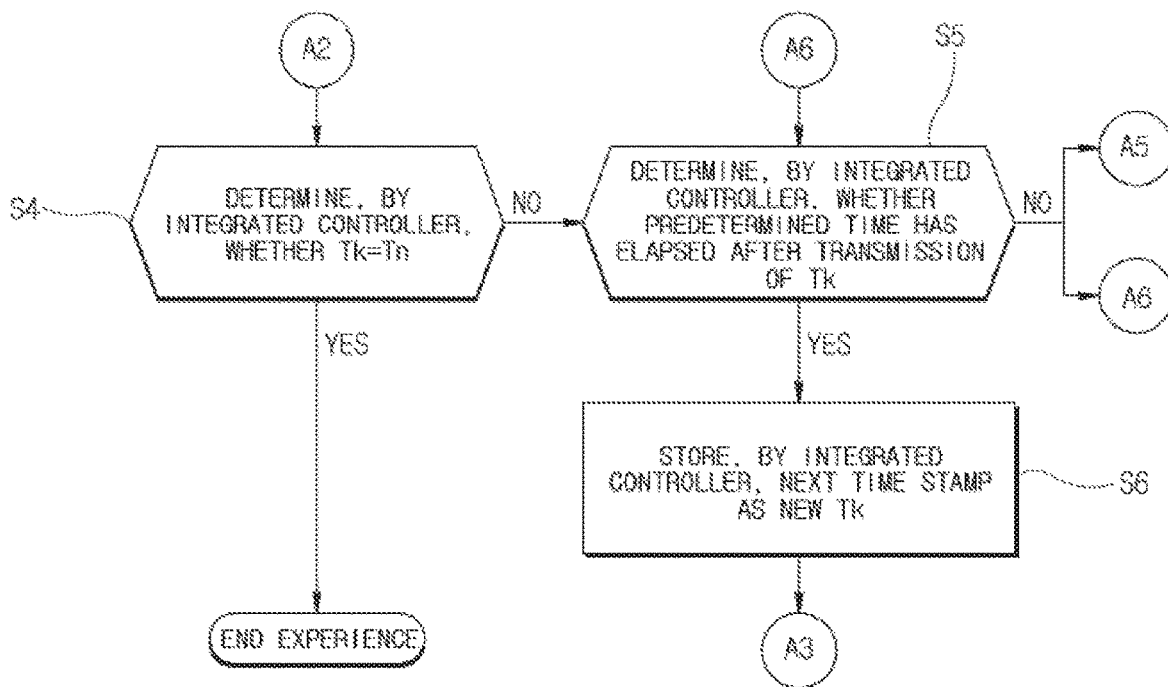 A2
A6
S5
S4
DETERMINE, BY
INTEGRATED CONTROLLER,
WHETHER Tk=Tn
NO
DETERMINE, BY INTEGRATED
CONTROLLER, WHETHER
PREDETERMINED TIME HAS
ELAPSED AFTER TRANSMISSION
OF Tk
NO
A5
A6
YES
YES
STORE, BY INTEGRATED
CONTROLLER, NEXT TIME STAMP
AS NEW Tk
S6
END EXPERIENCE
A3